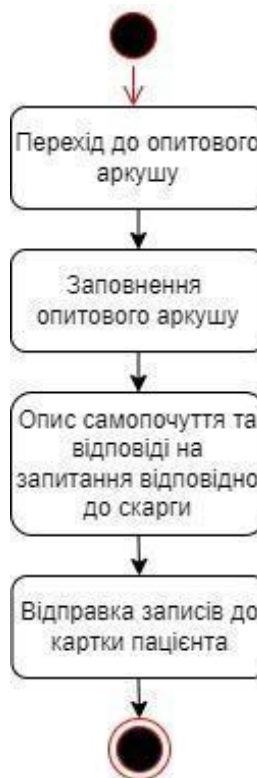 Перехід до опитового
аркушу
Заповнення
опитового аркушу
Опис самопочуття та
відповіді на
запитання відповідно
до скарги
Відправка записів до
картки пацієнта